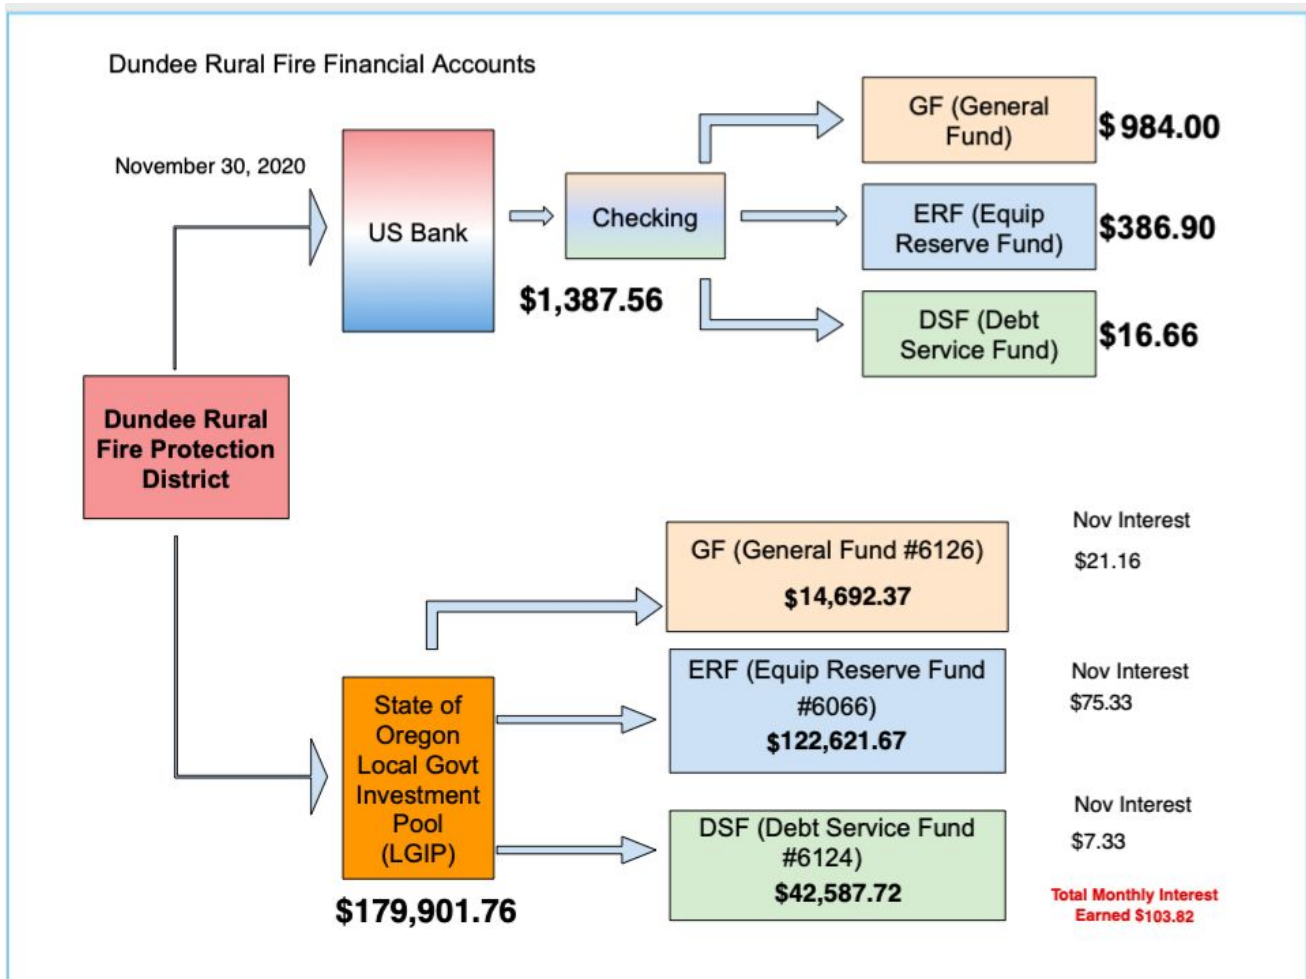 Dundee Rural Fire Financial Accounts
November 30, 2020
US Bank
Checking
$1,387.56
GF (General
Fund)
$984.00
ERF (Equip
Reserve Fund)
$386.90
DSF (Debt
Service Fund)
$16.66
Dundee Rural
Fire Protection
District
State of
Oregon
Local Govt
Investment
Pool
(LGIP)
$179,901.76
GF (General Fund #6126)
$14,692.37
Nov Interest
$21.16
ERF (Equip Reserve Fund
#6066)
$122,621.67
Nov Interest
$75.33
DSF (Debt Service Fund
#6124)
$42,587.72
Nov Interest
$7.33
Total Monthly Interest
Earned $103.82